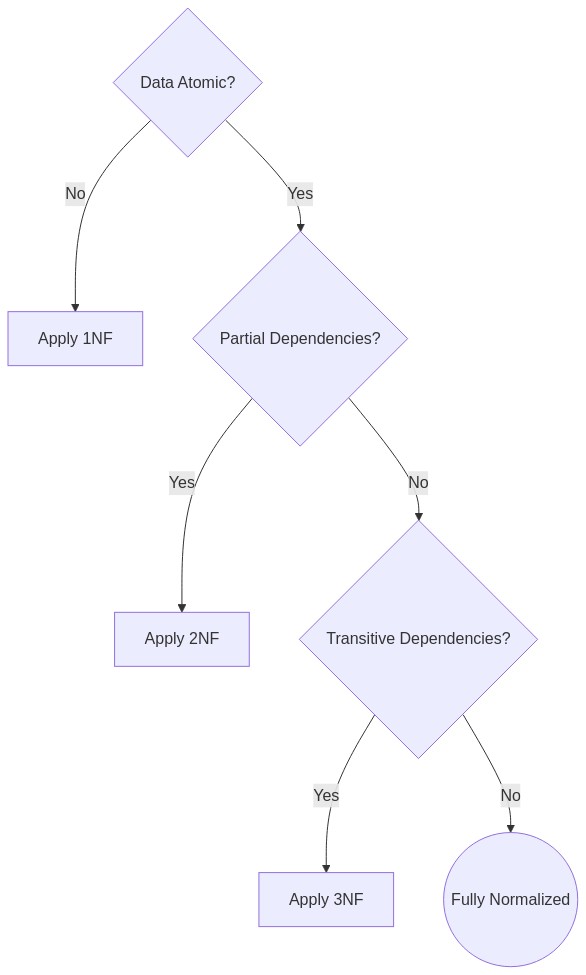 Data Atomic?
No
Yes
Apply 1NF
Partial Dependencies?
Yes
No
Apply 2NF
Transitive Dependencies?
Yes
No
Apply 3NF
Fully Normalized